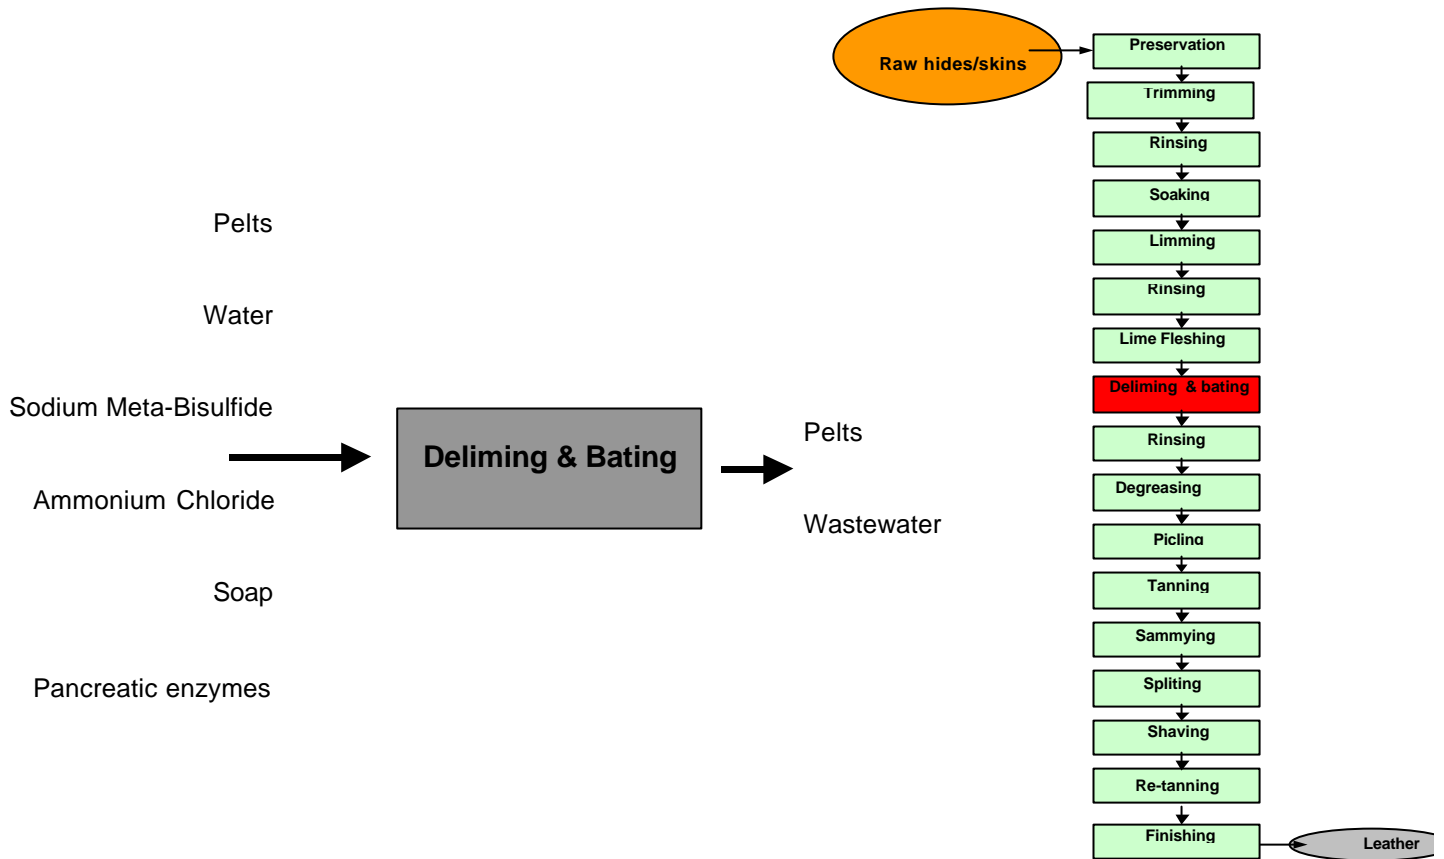 Pelts
Water
Sodium Meta-Bisulfide
Ammonium Chloride
Soap
Pancreatic enzymes
Deliming & Bating
Pelts
Wastewater
Raw hides/skins
Preservation
Trimming
Rinsing
Soaking
Limming
Rinsing
Lime Fleshing
Deliming & bating
Rinsing
Degreasing
Picling
Tanning
Sammying
Spliting
Shaving
Re-tanning
Finishing
Leather